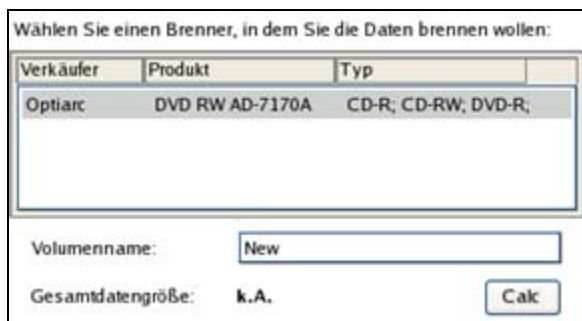 Wählen Sie einen Brenner, in dem Sie die Daten brennen wollen:
Verkäufer Produkt Typ
Optiarc DVD RW AD-7170A CD-R; CD-RW; DVD-R;
Volumenname: New
Gesamtdatengröße: k.A. Calc